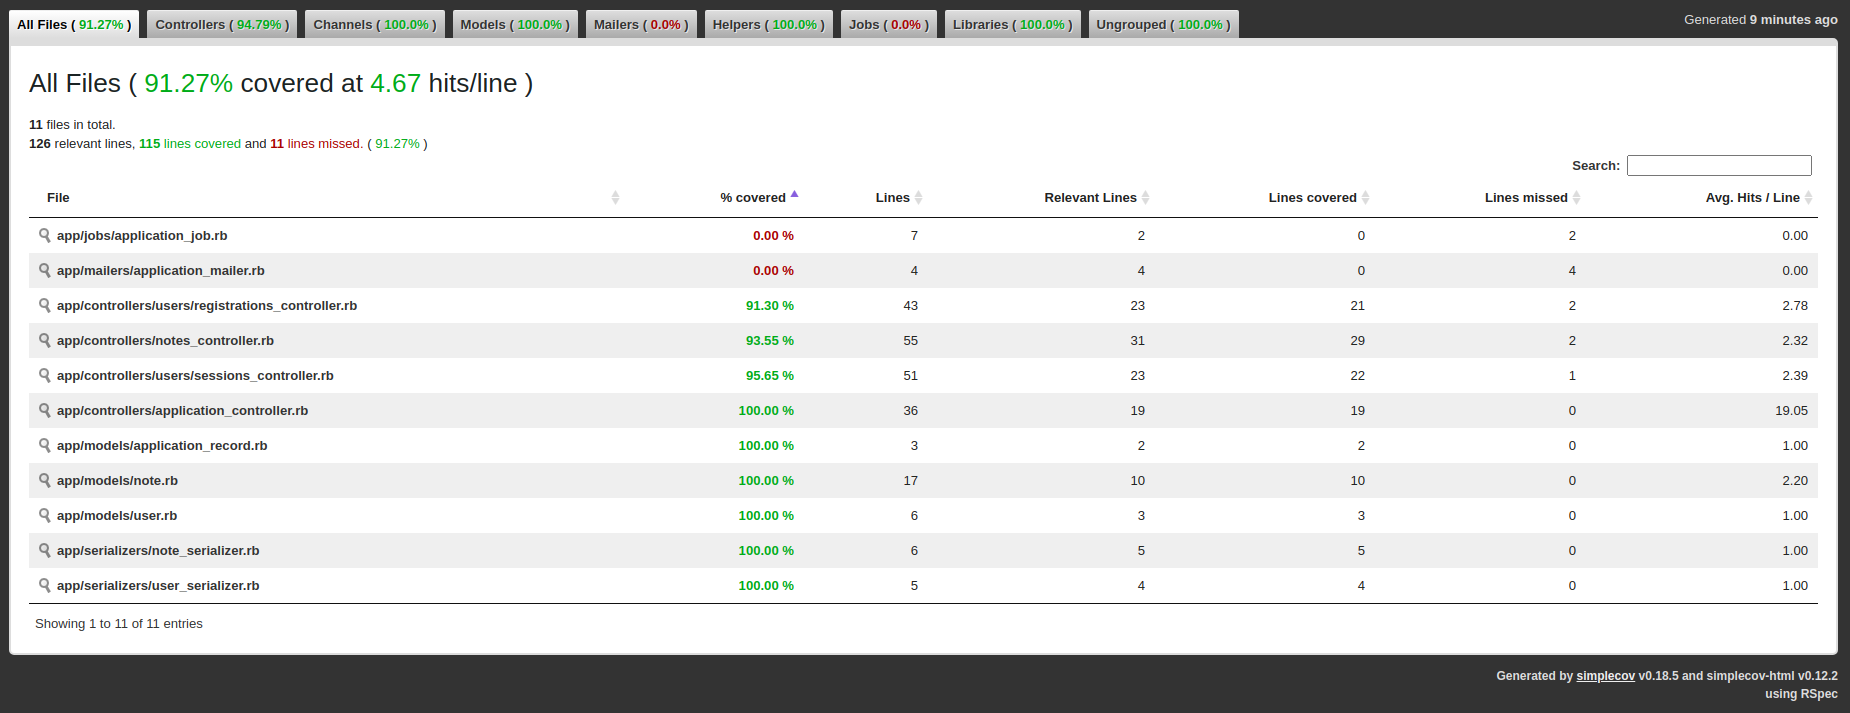 All Files ( 91.27% ) Controllers ( 94.79% ) Channels ( 100.0% ) Models ( 100.0% ) Mailers ( 0.0% ) Helpers ( 100.0% ) Jobs ( 0.0% ) Libraries ( 100.0% ) Ungrouped ( 100.0% ) Generated 9 minutes ago
All Files ( 91.27% covered at 4.67 hits/line )
11 files in total.
126 relevant lines, 115 lines covered and 11 lines missed. ( 91.27% )
Search:
File % covered Lines Relevant Lines Lines covered Lines missed Avg. Hits / Line
app/jobs/application_job.rb 0.00 % 7 2 0 2 0.00
app/mailers/application_mailer.rb 0.00 % 4 4 0 4 0.00
app/controllers/users/registrations_controller.rb 91.30 % 43 23 21 2 2.78
app/controllers/notes_controller.rb 93.55 % 55 31 29 2 2.32
app/controllers/users/sessions_controller.rb 95.65 % 51 23 22 1 2.39
app/controllers/application_controller.rb 100.00 % 36 19 19 0 19.05
app/models/application_record.rb 100.00 % 3 2 2 0 1.00
app/models/note.rb 100.00 % 17 10 10 0 2.20
app/models/user.rb 100.00 % 6 3 3 0 1.00
app/serializers/note_serializer.rb 100.00 % 6 5 5 0 1.00
app/serializers/user_serializer.rb 100.00 % 5 4 4 0 1.00
Showing 1 to 11 of 11 entries
Generated by simplecov v0.18.5 and simplecov-html v0.12.2
using RSpec